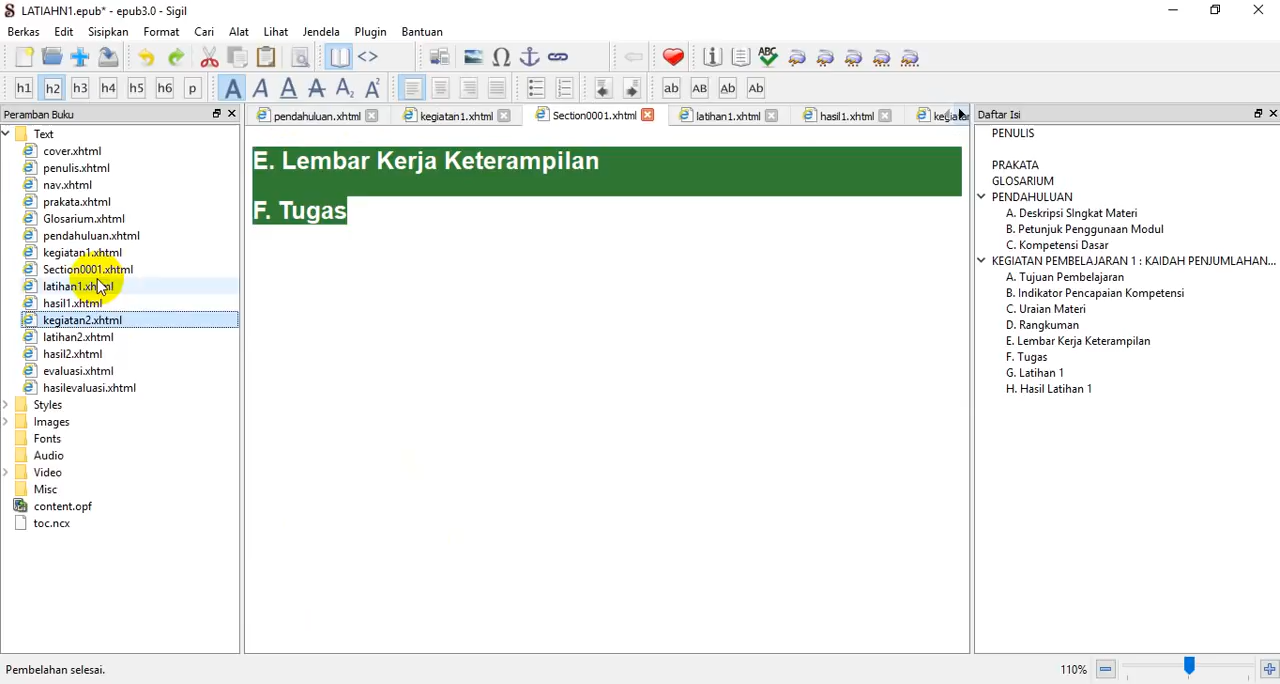 LATIAHN1.epub* - epub3.0 - Sigil
Berkas Edit Sisipkan Format Cari Alat Lihat Jendela Plugin Bantuan
h1 h2 h3 h4 h5 h6 p A A A A A₂ A² ab AB Ab Ab
Peramban Buku
Text
cover.xhtml
penulis.xhtml
nav.xhtml
prakata.xhtml
Glosarium.xhtml
pendahuluan.xhtml
kegiatan1.xhtml
Section0001.xhtml
latihan1.xhtml
hasil1.xhtml
kegiatan2.xhtml
latihan2.xhtml
hasil2.xhtml
evaluasi.xhtml
hasilevaluasi.xhtml
Styles
Images
Fonts
Audio
Video
Misc
content.opf
toc.ncx
pendahuluan.xhtml kegiatan1.xhtml Section0001.xhtml latihan1.xhtml hasil1.xhtml
E. Lembar Kerja Keterampilan
F. Tugas
Daftar Isi
PENULIS
PRAKATA
GLOSARIUM
PENDAHULUAN
A. Deskripsi SIngkat Materi
B. Petunjuk Penggunaan Modul
C. Kompetensi Dasar
KEGIATAN PEMBELAJARAN 1 : KAIDAH PENJUMLAHAN...
A. Tujuan Pembelajaran
B. Indikator Pencapaian Kompetensi
C. Uraian Materi
D. Rangkuman
E. Lembar Kerja Keterampilan
F. Tugas
G. Latihan 1
H. Hasil Latihan 1
Pembelahan selesai.
110%